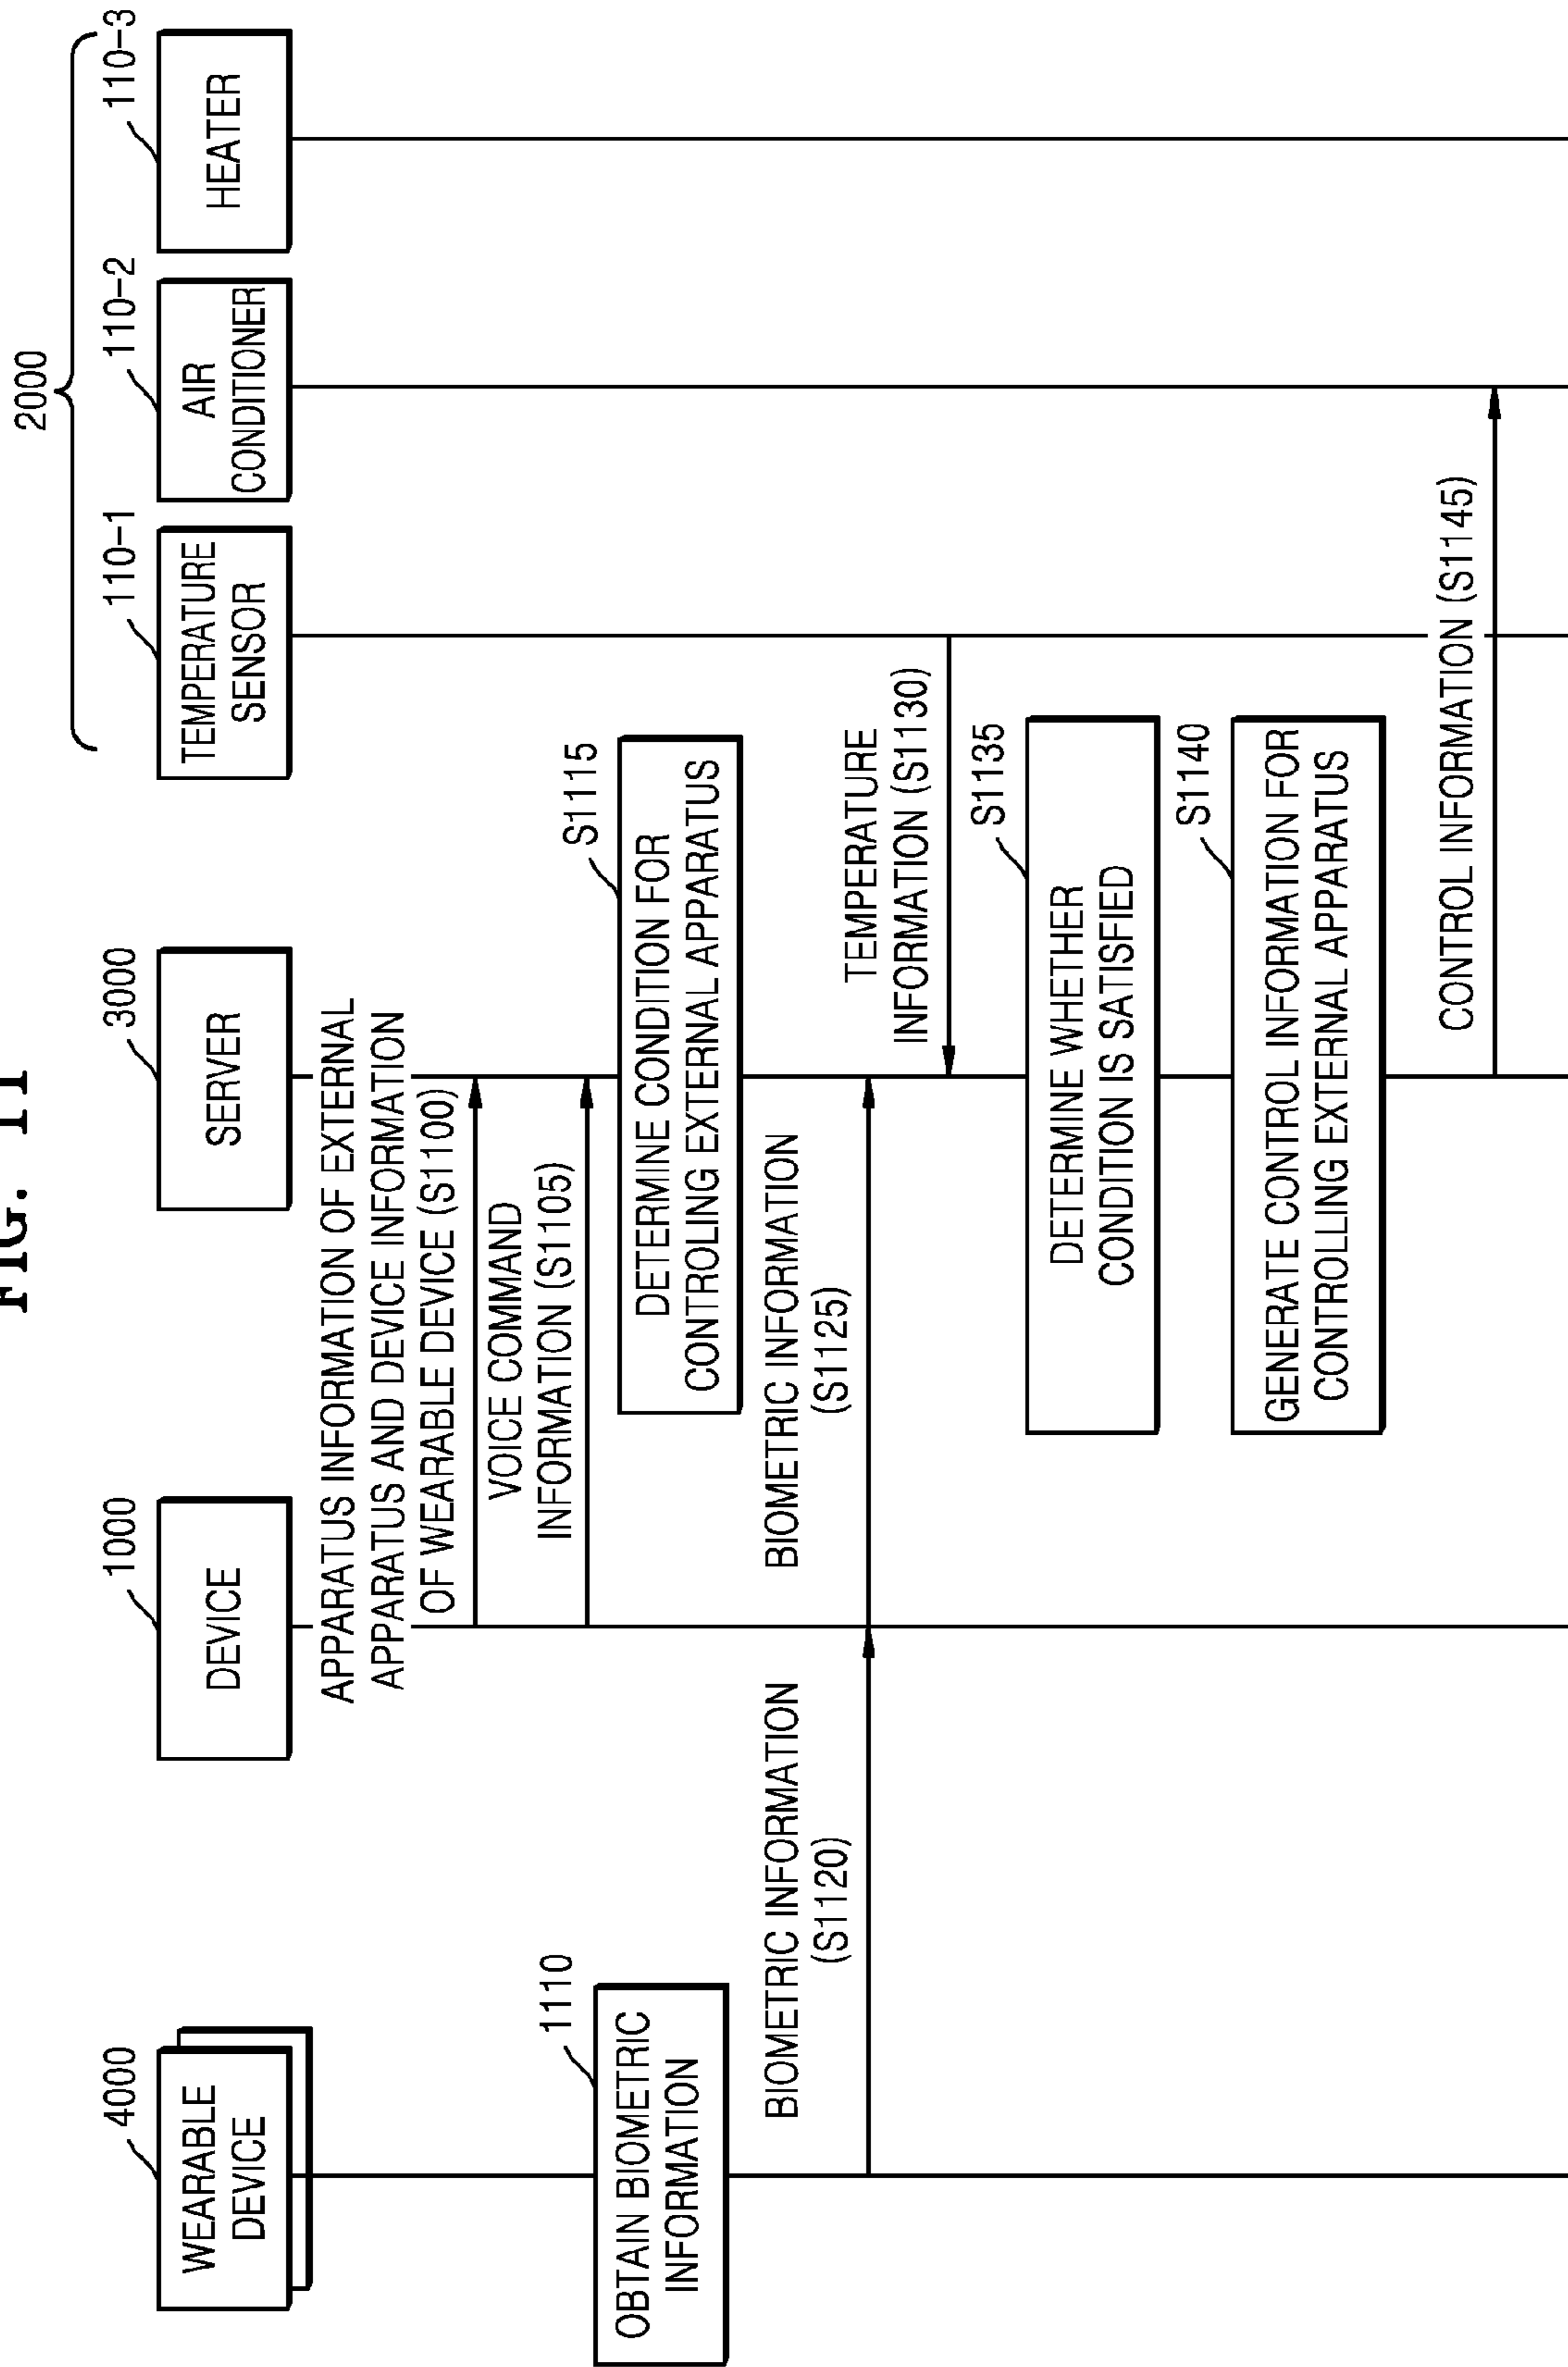 FIG. 11
2000
4000
1000
3000
110-1
110-2
110-3
WEARABLE
DEVICE
DEVICE
SERVER
TEMPERATURE
SENSOR
AIR
CONDITIONER
HEATER
APPARATUS INFORMATION OF EXTERNAL
APPARATUS AND DEVICE INFORMATION
OF WEARABLE DEVICE (S1100)
VOICE COMMAND
INFORMATION (S1105)
1110
OBTAIN BIOMETRIC
INFORMATION
S1115
DETERMINE CONDITION FOR
CONTROLING EXTERNAL APPARATUS
BIOMETRIC INFORMATION
(S1120)
BIOMETRIC INFORMATION
(S1125)
TEMPERATURE
INFORMATION (S1130)
S1135
DETERMINE WHETHER
CONDITION IS SATISFIED
S1140
GENERATE CONTROL INFORMATION FOR
CONTROLLING EXTERNAL APPARATUS
CONTROL INFORMATION (S1145)